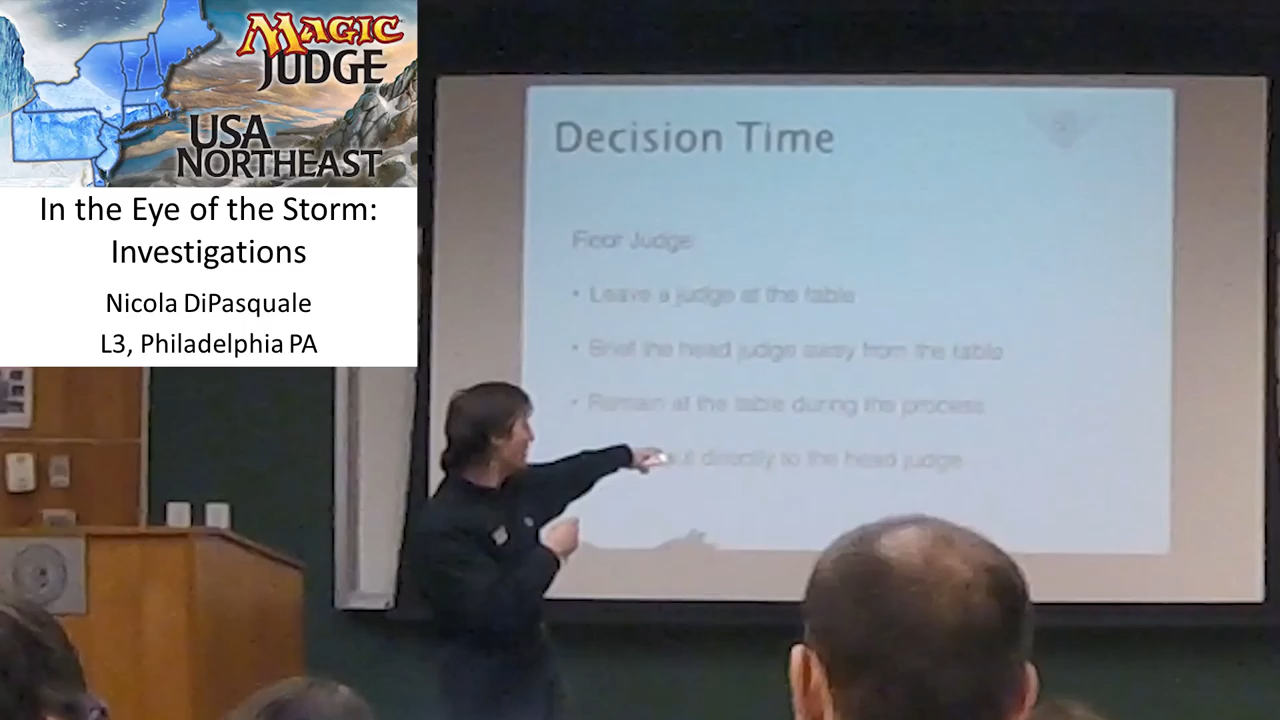 MAGIC
JUDGE
USA
NORTHEAST
In the Eye of the Storm:
Investigations
Nicola DiPasquale
L3, Philadelphia PA
Decision Time
Floor Judge
• Leave a judge at the table
• Brief the head judge away from the table
• Remain at the table during the process
directly to the head judge